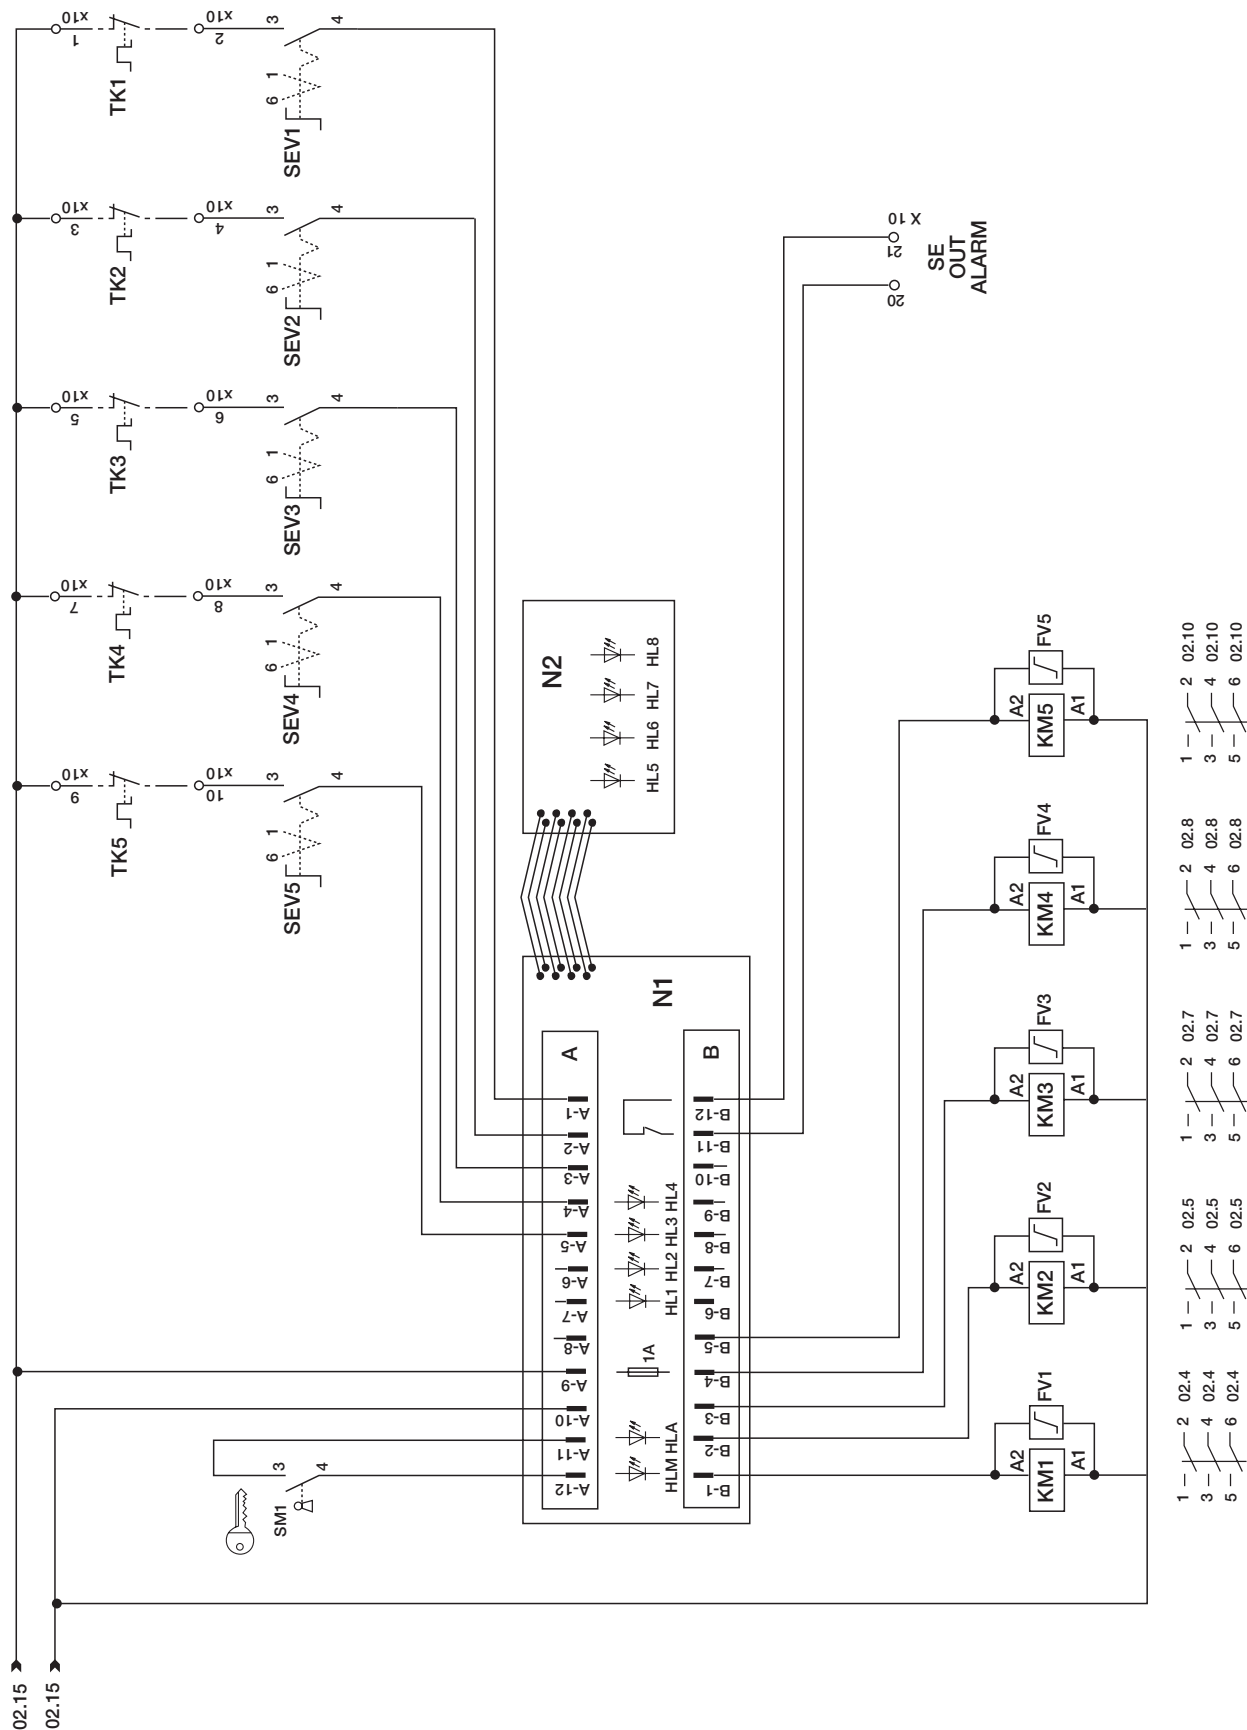 02.15
02.15
x10
1
TK1
x10
2
3
4
6 1
SEV1
x10
3
TK2
x10
4
3
4
6 1
SEV2
x10
5
TK3
x10
6
3
4
6 1
SEV3
x10
7
TK4
x10
8
3
4
6 1
SEV4
x10
9
TK5
x10
10
3
4
6 1
SEV5
SM1
3
4
N1
A
A-12
A-11
A-10
A-9
A-8
A-7
A-6
A-5
A-4
A-3
A-2
A-1
HLM HLA
1A
HL1 HL2 HL3 HL4
B
B-1
B-2
B-3
B-4
B-5
B-6
B-7
B-8
B-9
B-10
B-11
B-12
N2
HL5 HL6 HL7 HL8
20
21
X 10
SE
OUT
ALARM
A2
KM1
A1
FV1
A2
KM2
A1
FV2
A2
KM3
A1
FV3
A2
KM4
A1
FV4
A2
KM5
A1
FV5
1 2 02.4
3 4 02.4
5 6 02.4
1 2 02.5
3 4 02.5
5 6 02.5
1 2 02.7
3 4 02.7
5 6 02.7
1 2 02.8
3 4 02.8
5 6 02.8
1 2 02.10
3 4 02.10
5 6 02.10